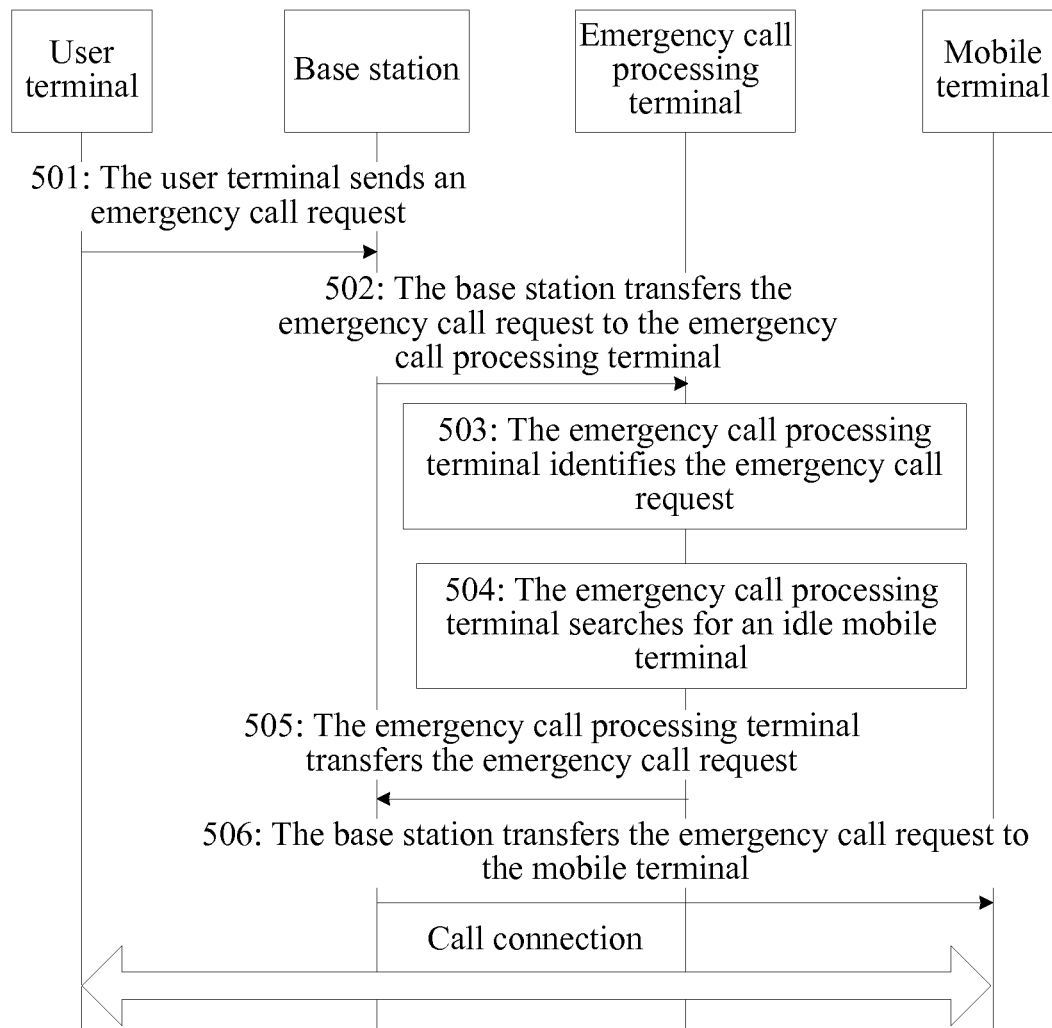 User
terminal
Base station
Emergency call
processing
terminal
Mobile
terminal
501: The user terminal sends an
emergency call request
502: The base station transfers the
emergency call request to the emergency
call processing terminal
503: The emergency call processing
terminal identifies the emergency call
request
504: The emergency call processing
terminal searches for an idle mobile
terminal
505: The emergency call processing terminal
transfers the emergency call request
506: The base station transfers the emergency call request to
the mobile terminal
Call connection